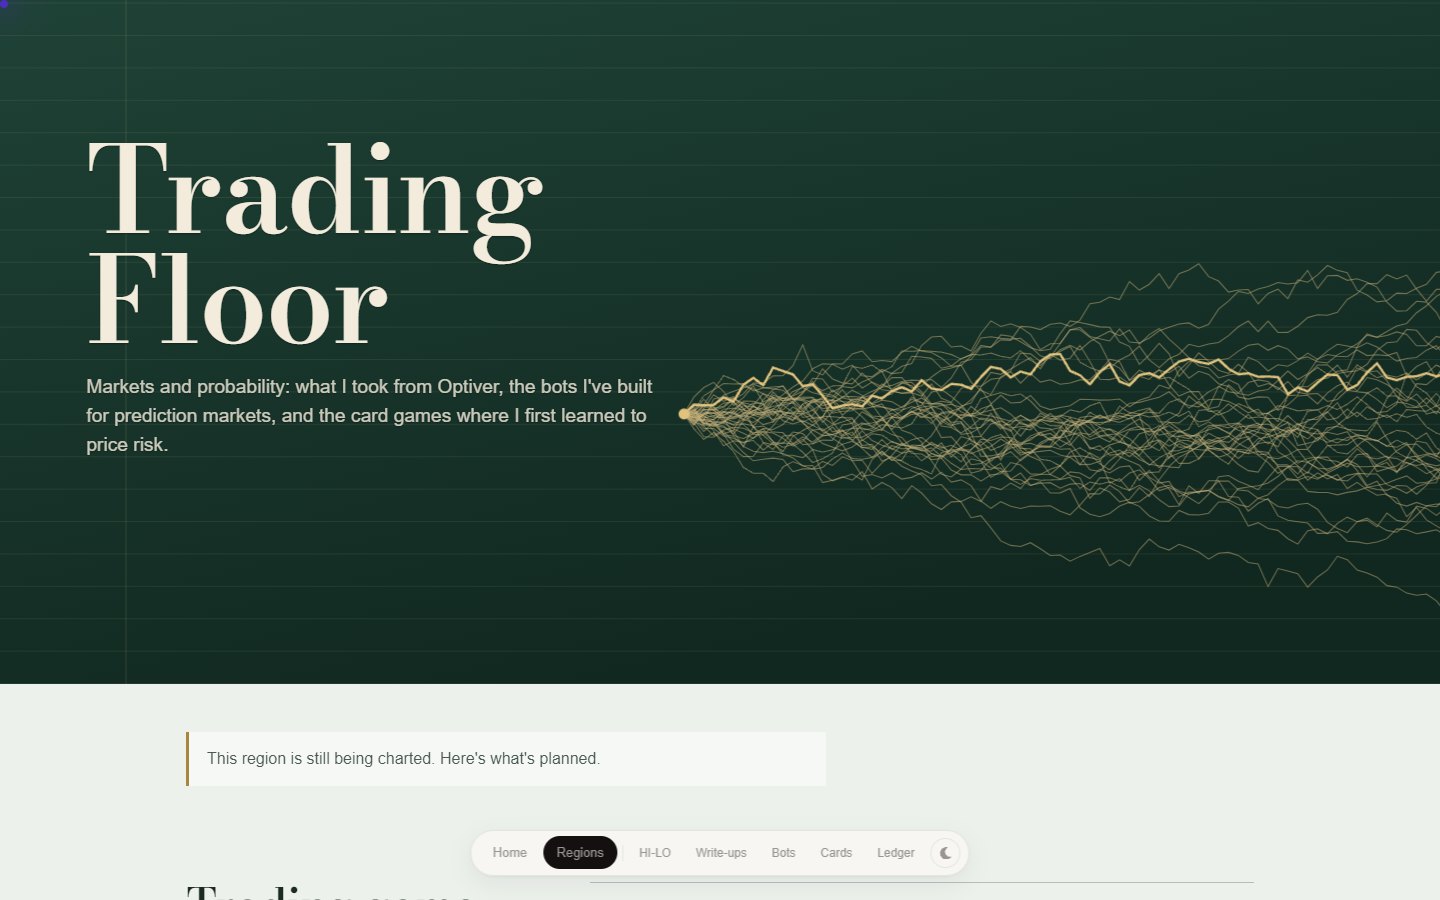 Trading
Floor
Markets and probability: what I took from Optiver, the bots I've built
for prediction markets, and the card games where I first learned to
price risk.
This region is still being charted. Here's what's planned.
Home Regions HI-LO Write-ups Bots Cards Ledger
Trading game